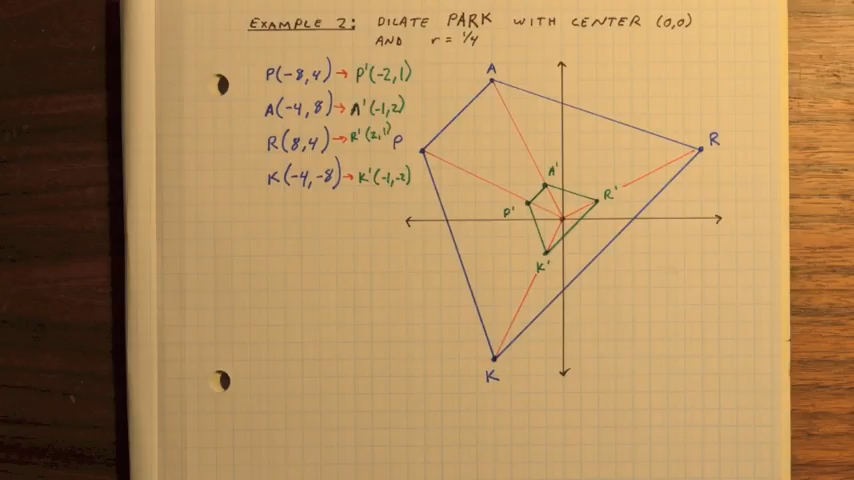 EXAMPLE 2: DILATE PARK WITH CENTER (0,0)
AND r = 1/4
P(-8,4) → P'(-2,1)
A(-4,8) → A'(-1,2)
R(8,4) → R'(2,1)
K(-4,-8) → K'(-1,-2)
A
P
R
A'
R'
P'
K'
K